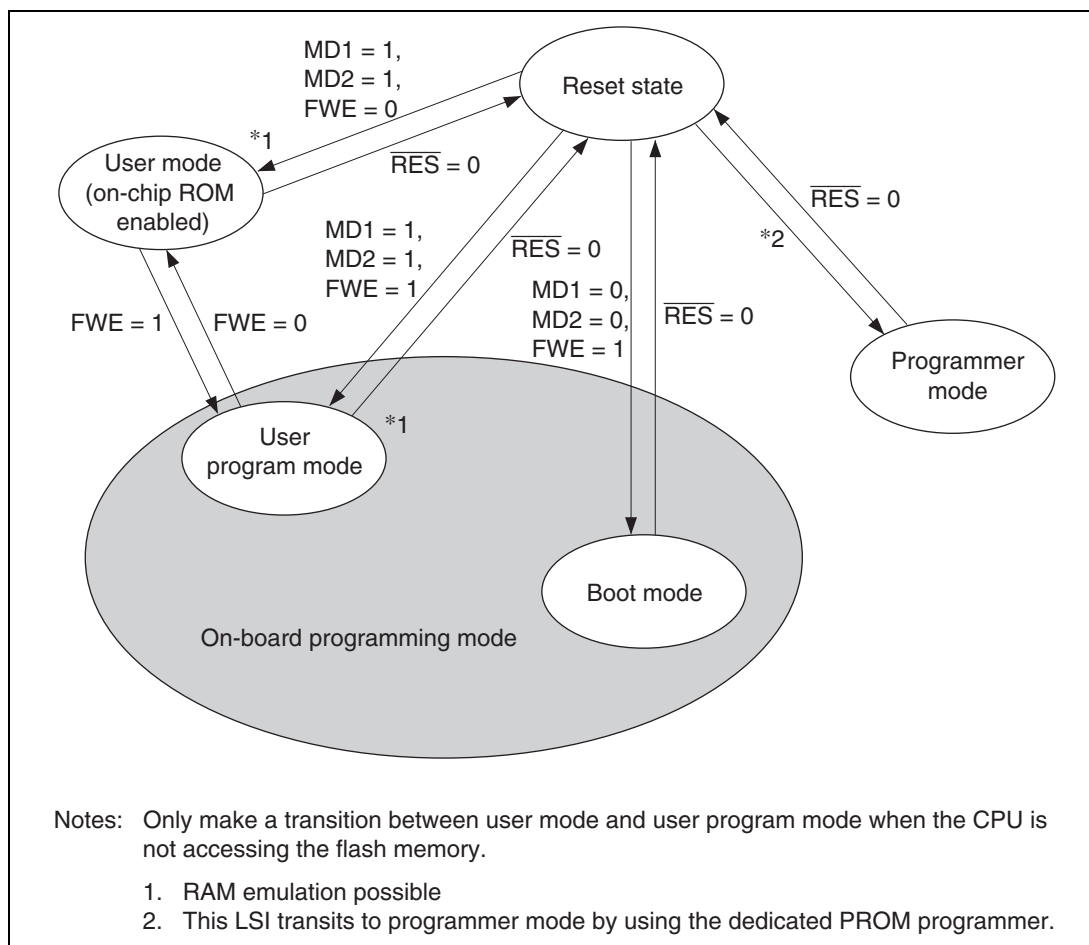 MD1 = 1,
MD2 = 1,
FWE = 0
Reset state
*1
User mode
(on-chip ROM
enabled)
RES = 0
MD1 = 1,
MD2 = 1,
FWE = 1
RES = 0
RES = 0
*2
MD1 = 0,
MD2 = 0,
FWE = 1
RES = 0
FWE = 1
FWE = 0
Programmer
mode
User
program mode
*1
Boot mode
On-board programming mode
Notes: Only make a transition between user mode and user program mode when the CPU is
not accessing the flash memory.
1. RAM emulation possible
2. This LSI transits to programmer mode by using the dedicated PROM programmer.